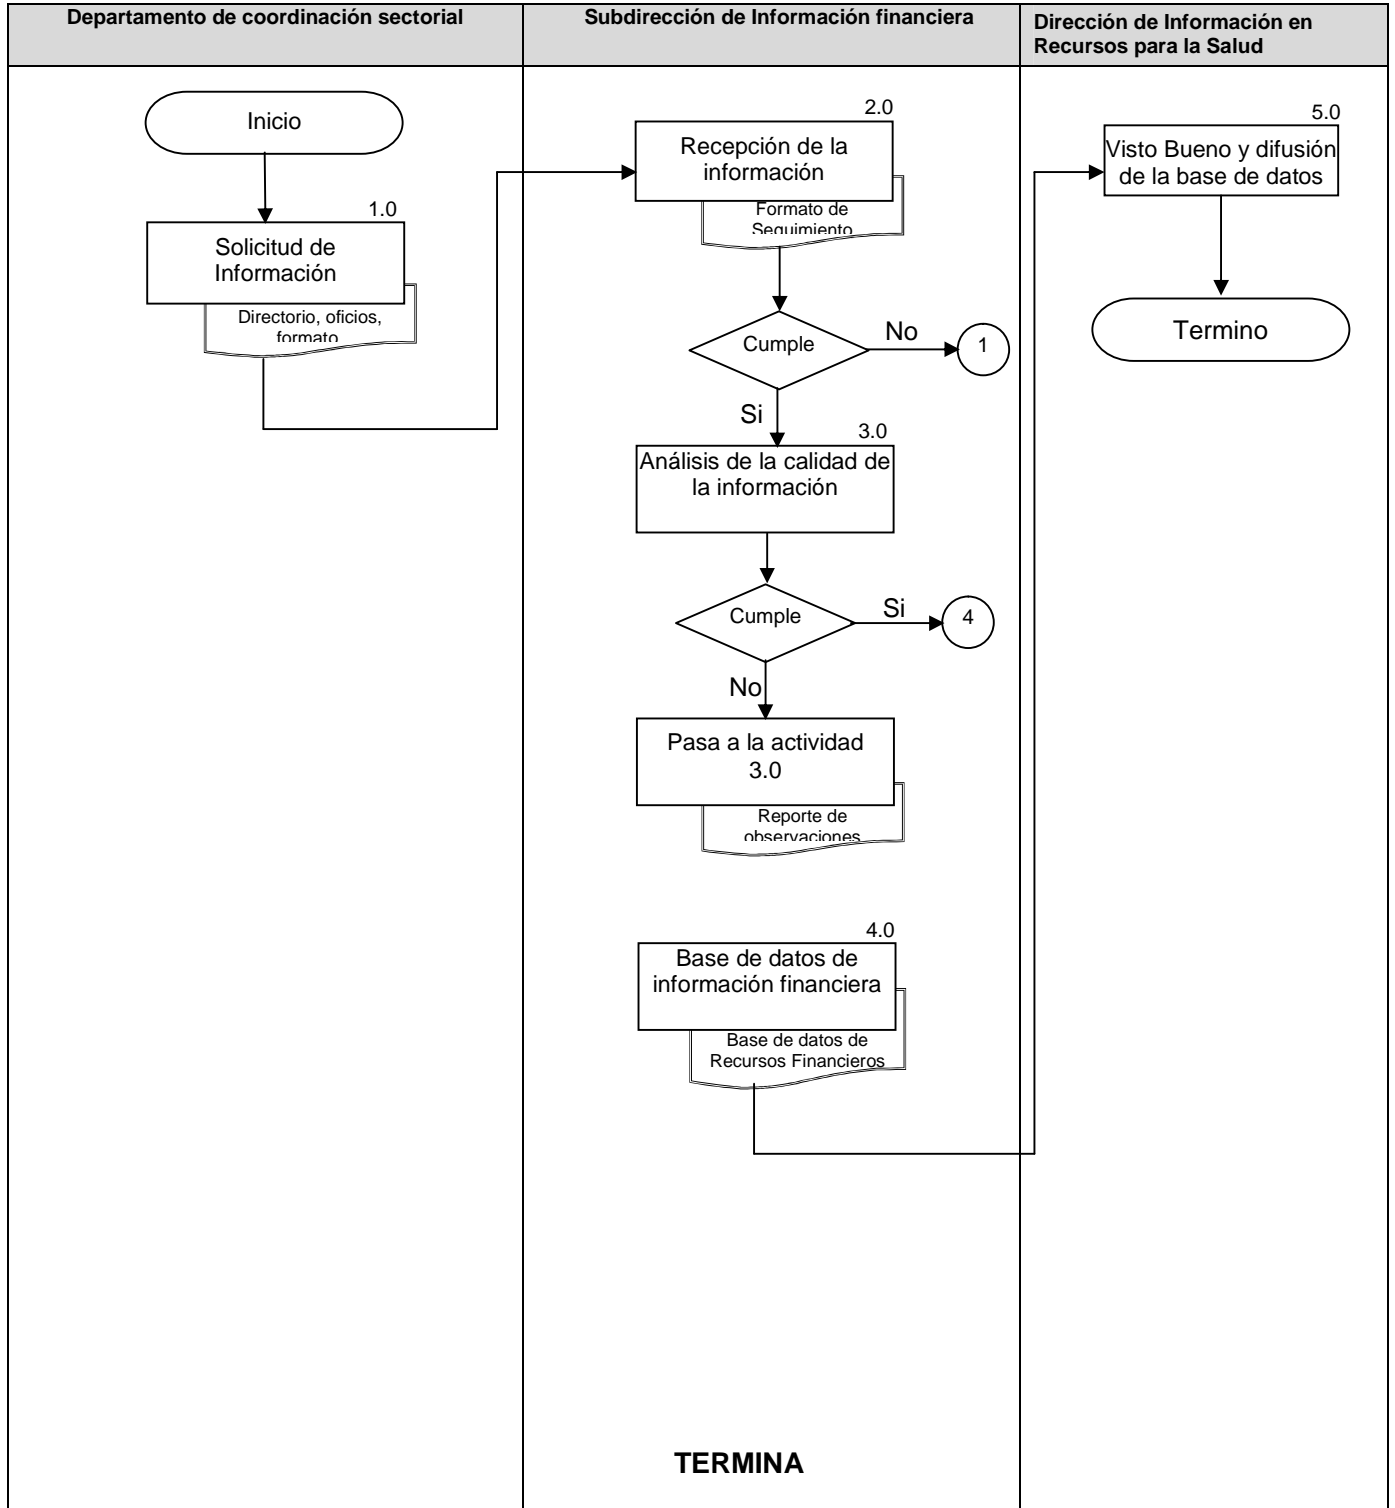 Departamento de coordinación sectorial
Subdirección de Información financiera
Dirección de Información en
Recursos para la Salud
Inicio
1.0
Solicitud de
Información
Directorio, oficios,
formato
2.0
Recepción de la
información
Formato de
Seguimiento
Cumple
No
1
Si
3.0
Análisis de la calidad de
la información
Cumple
Si
4
No
Pasa a la actividad
3.0
Reporte de
observaciones
4.0
Base de datos de
información financiera
Base de datos de
Recursos Financieros
5.0
Visto Bueno y difusión
de la base de datos
Termino
TERMINA